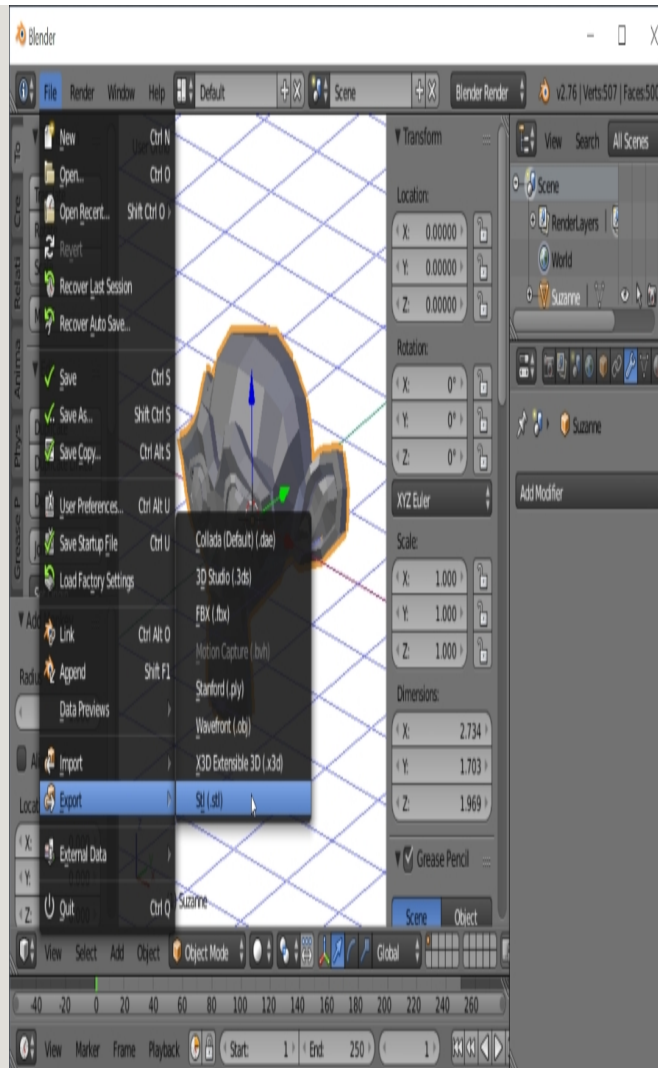 Blender
File Render Window Help Default Scene Blender Render v2.76 | Verts:507 | Faces:500
New Ctrl N
Open... Ctrl O
Open Recent... Shift Ctrl O
Revert
Recover Last Session
Recover Auto Save...
Save Ctrl S
Save As... Shift Ctrl S
Save Copy... Ctrl Alt S
User Preferences... Ctrl Alt U
Save Startup File Ctrl U
Load Factory Settings
Link Ctrl Alt O
Append Shift F1
Data Previews
Import
Export
External Data
Quit Ctrl Q
Collada (Default) (.dae)
3D Studio (.3ds)
FBX (.fbx)
Motion Capture (.bvh)
Stanford (.ply)
Wavefront (.obj)
X3D Extensible 3D (.x3d)
Stl (.stl)
To
Cre
Relati
Anima
Phys
Grease P
Suzanne
Transform
Location:
X: 0.00000
Y: 0.00000
Z: 0.00000
Rotation:
X: 0°
Y: 0°
Z: 0°
XYZ Euler
Scale:
X: 1.000
Y: 1.000
Z: 1.000
Dimensions:
X: 2.734
Y: 1.703
Z: 1.969
Grease Pencil
Scene Object
View Search All Scenes
Scene
RenderLayers
World
Suzanne
Suzanne
Add Modifier
View Select Add Object Object Mode Global
-40 -20 0 20 40 60 80 100 120 140 160 180 200 220 240 260
View Marker Frame Playback Start: 1 End: 250 1